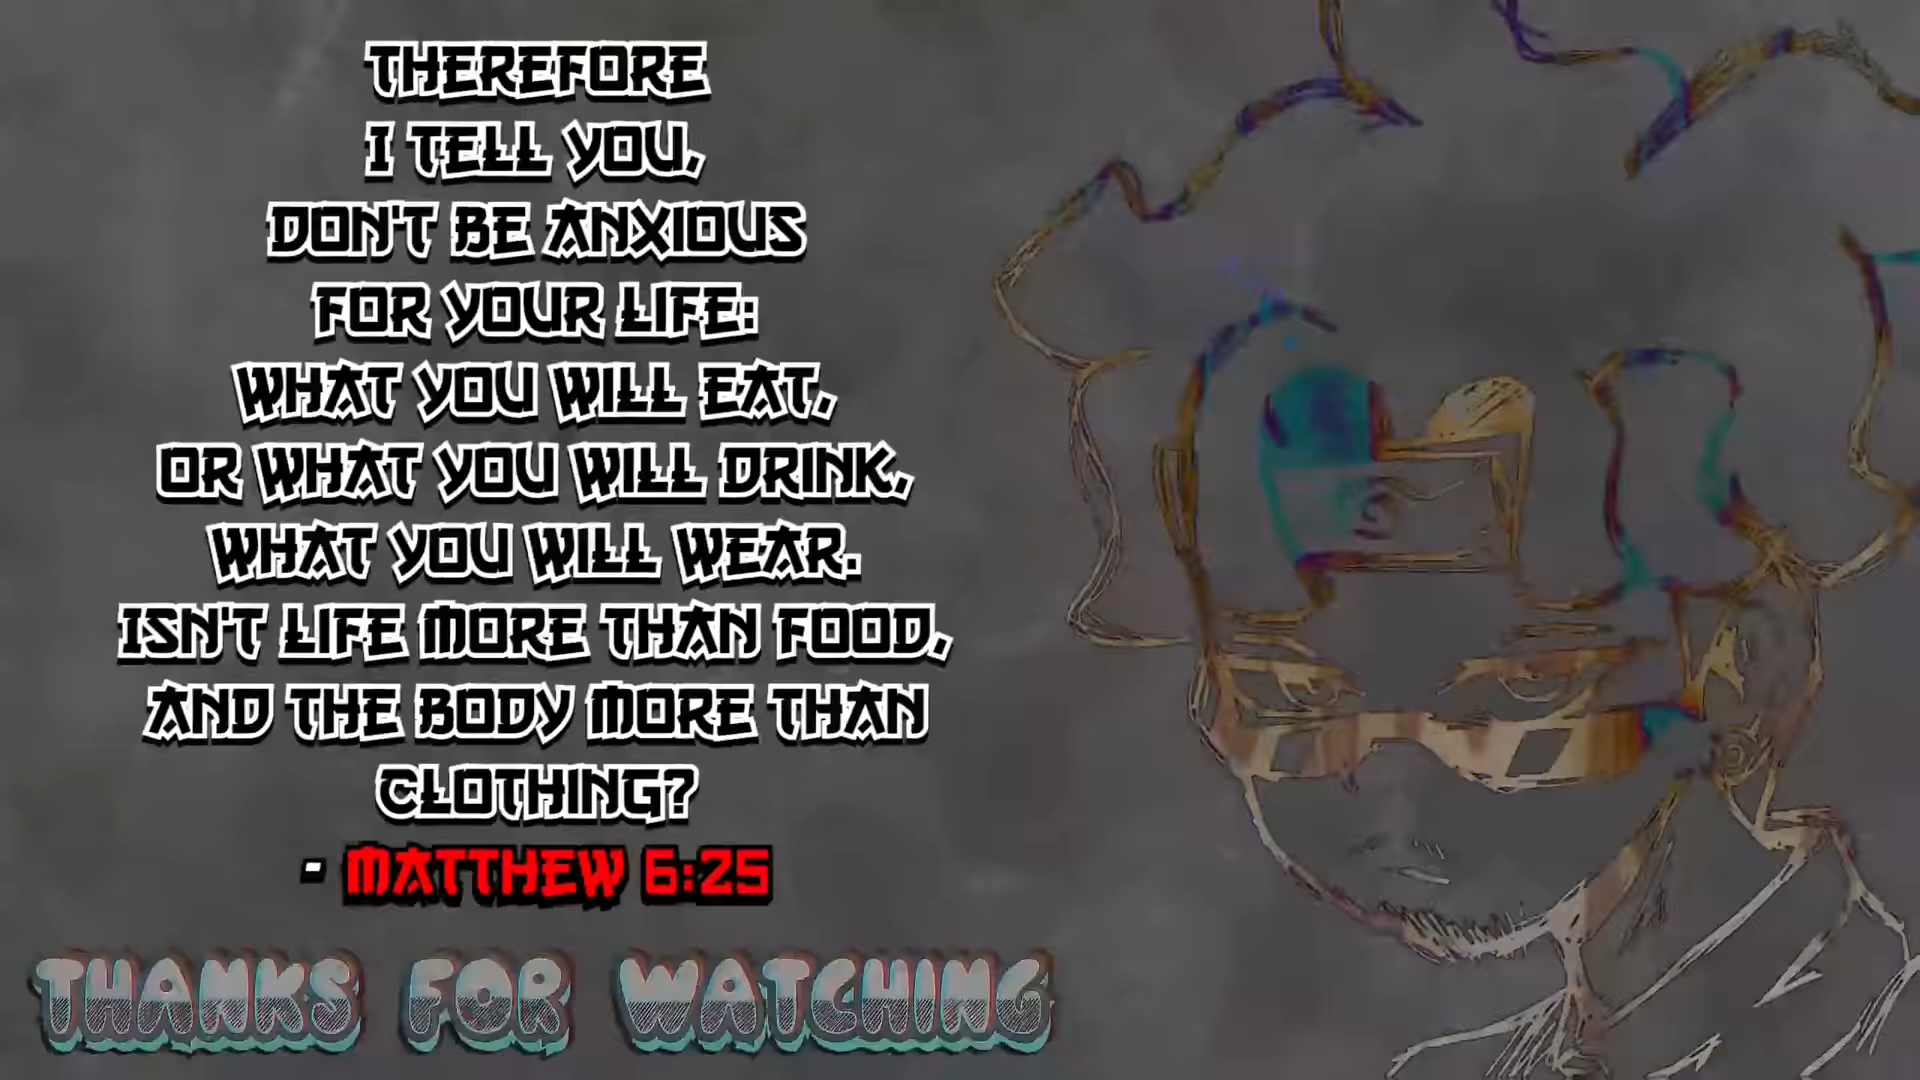 THEREFORE
I TELL YOU,
DON'T BE ANXIOUS
FOR YOUR LIFE:
WHAT YOU WILL EAT,
OR WHAT YOU WILL DRINK,
WHAT YOU WILL WEAR.
ISN'T LIFE MORE THAN FOOD,
AND THE BODY MORE THAN
CLOTHING?
- MATTHEW 6:25
THANKS FOR WATCHING